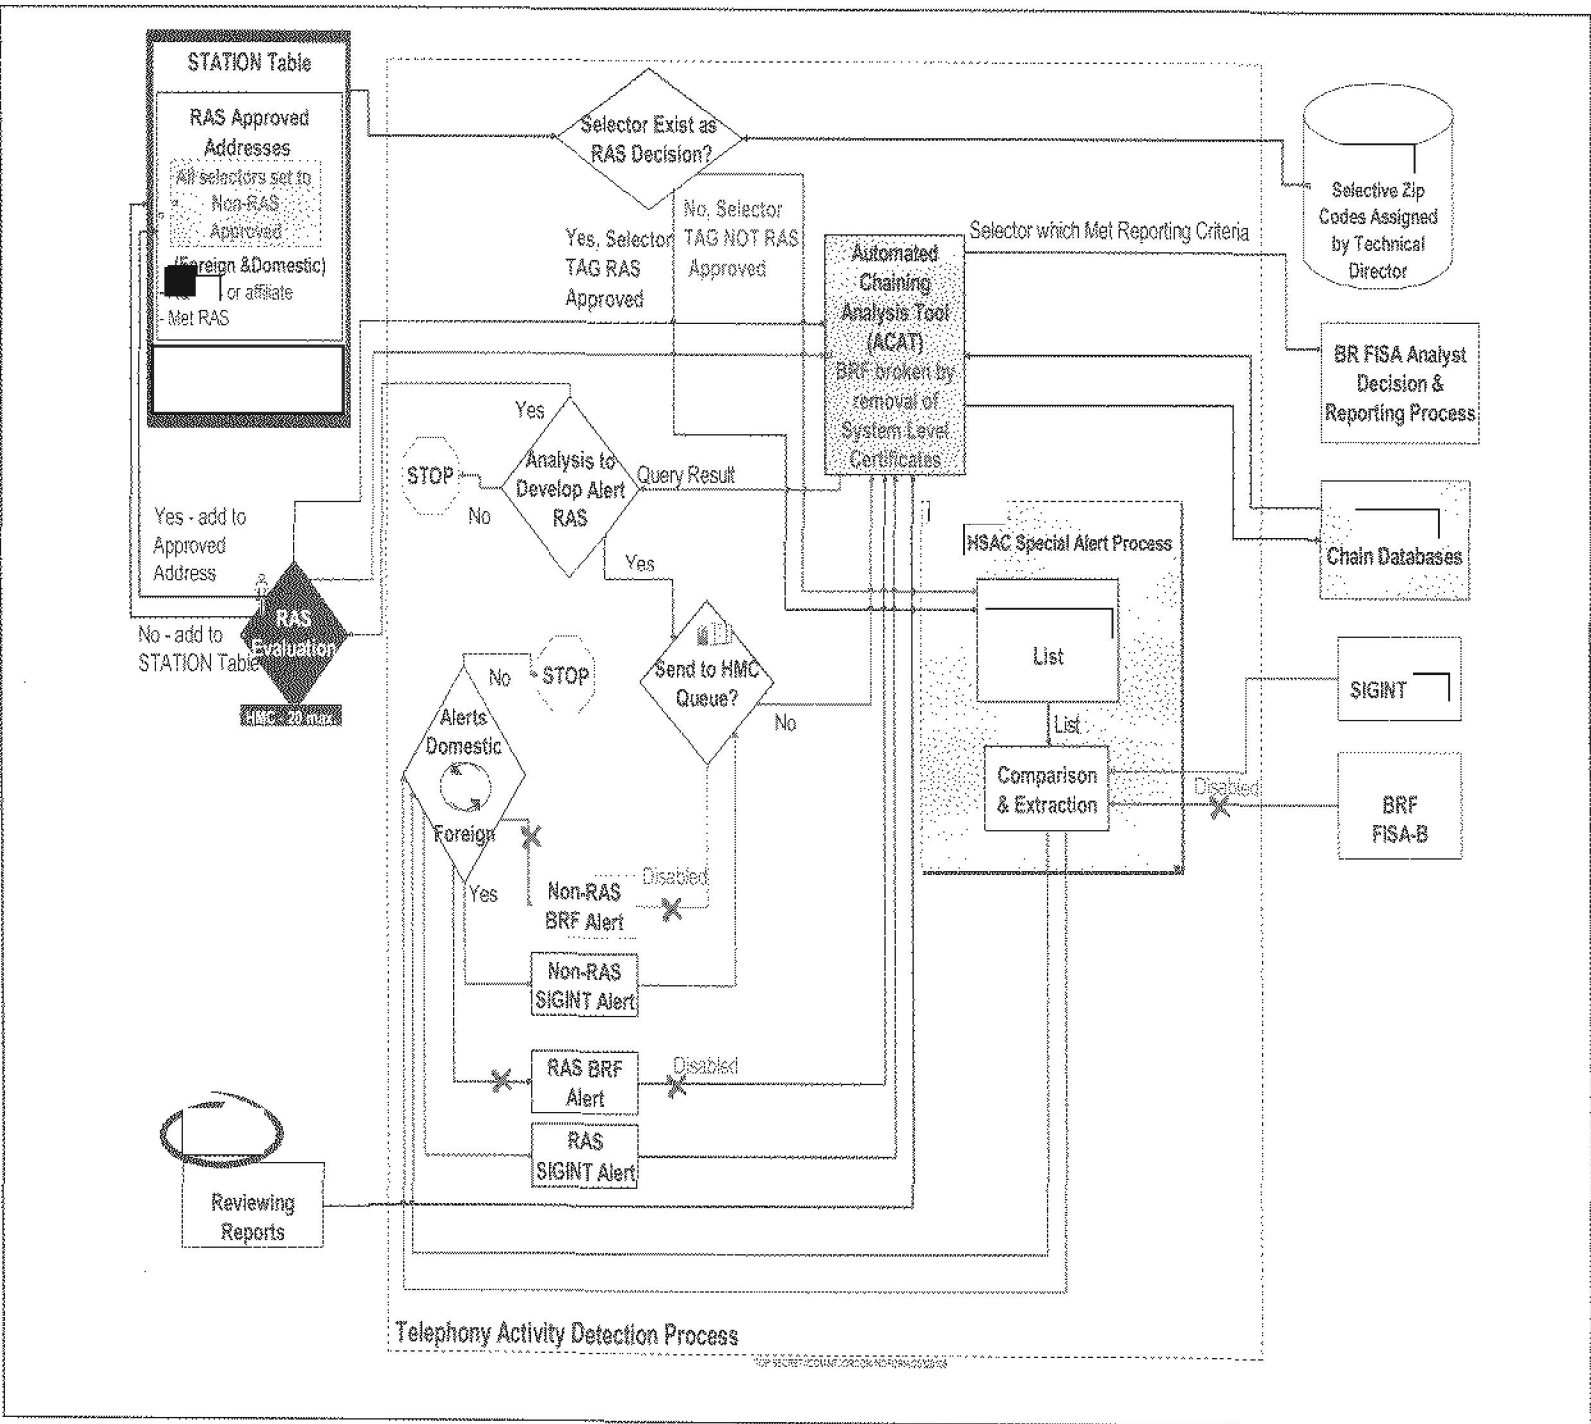 STATION Table
RAS Approved
Addresses
All selectors set to
Non-RAS
Approved
(Foreign &Domestic)
or affiliate
- Met RAS
Selector Exist as
RAS Decision?
Yes, Selector
TAG RAS
Approved
No, Selector
TAG NOT RAS
Approved
Automated
Chaining
Analysis Tool
(ACAT)
BRF broken by
removal of
System Level
Certificates
Selector which Met Reporting Criteria
Selective Zip
Codes Assigned
by Technical
Director
BR FISA Analyst
Decision &
Reporting Process
Chain Databases
Yes
STOP
No
Analysis to
Develop Alert
RAS
Query Result
Yes
Yes - add to
Approved
Address
RAS
Evaluation
No - add to
STATION Table
HMC - 20 max.
HSAC Special Alert Process
List
List
Comparison
& Extraction
SIGINT
Disabled
BRF
FISA-B
Send to HMC
Queue?
No
No
STOP
Alerts
Domestic
Foreign
Yes
Non-RAS
BRF Alert
Disabled
Non-RAS
SIGINT Alert
RAS BRF
Alert
Disabled
RAS
SIGINT Alert
Reviewing
Reports
Telephony Activity Detection Process